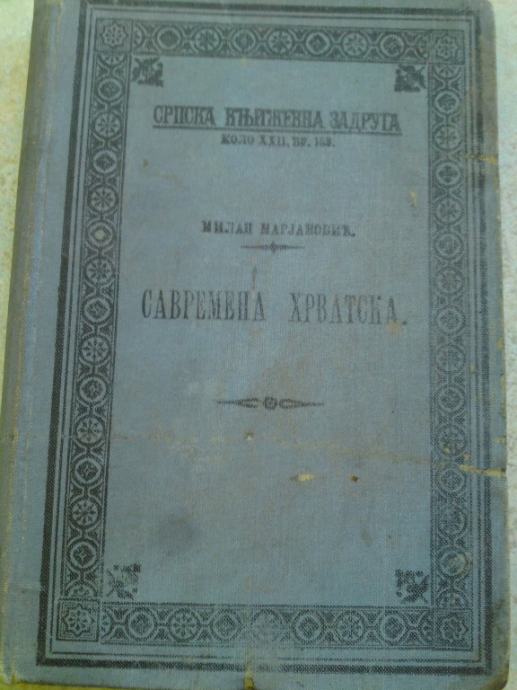 СРПСКА КЊИЖЕВНА ЗАДРУГА
КОЛО XXII, БР. 153.
МИЛАН МАРЈАНОВИЋ.
САВРЕМЕНА ХРВАТСКА.